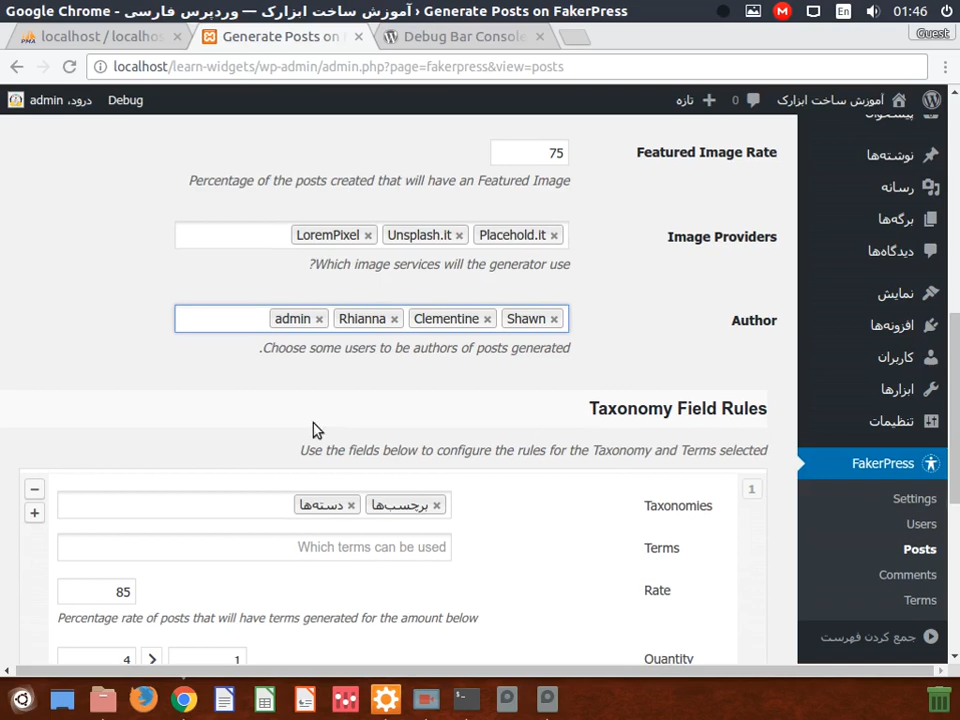 Google Chrome - آموزش ساخت ابزارک — وردپرس فارسی ‹ Generate Posts on FakerPress
M
En
01:46
localhost / localhos
Generate Posts on
Debug Bar Console
Guest
localhost/learn-widgets/wp-admin/admin.php?page=fakerpress&view=posts
آموزش ساخت ابزارک
0
تازه
Debug
درود، admin
پیشخوان
نوشته‌ها
رسانه
برگه‌ها
دیدگاه‌ها
نمایش
افزونه‌ها
کاربران
ابزارها
تنظیمات
FakerPress
Settings
Users
Posts
Comments
Terms
جمع کردن فهرست
Featured Image Rate
75
Percentage of the posts created that will have an Featured Image
Image Providers
LoremPixel × Unsplash.it × Placehold.it ×
?Which image services will the generator use
Author
admin × Rhianna × Clementine × Shawn ×
.Choose some users to be authors of posts generated
Taxonomy Field Rules
Use the fields below to configure the rules for the Taxonomy and Terms selected
1
Taxonomies
برچسب‌ها × دسته‌ها ×
Terms
Which terms can be used
Rate
85
Percentage rate of posts that will have terms generated for the amount below
Quantity
4
1